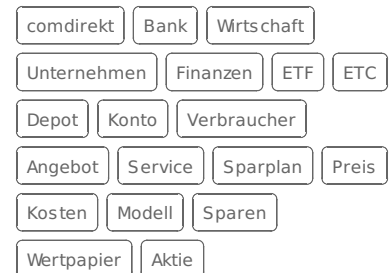 comdirekt Bank Wirtschaft
Unternehmen Finanzen ETF ETC
Depot Konto Verbraucher
Angebot Service Sparplan Preis
Kosten Modell Sparen
Wertpapier Aktie